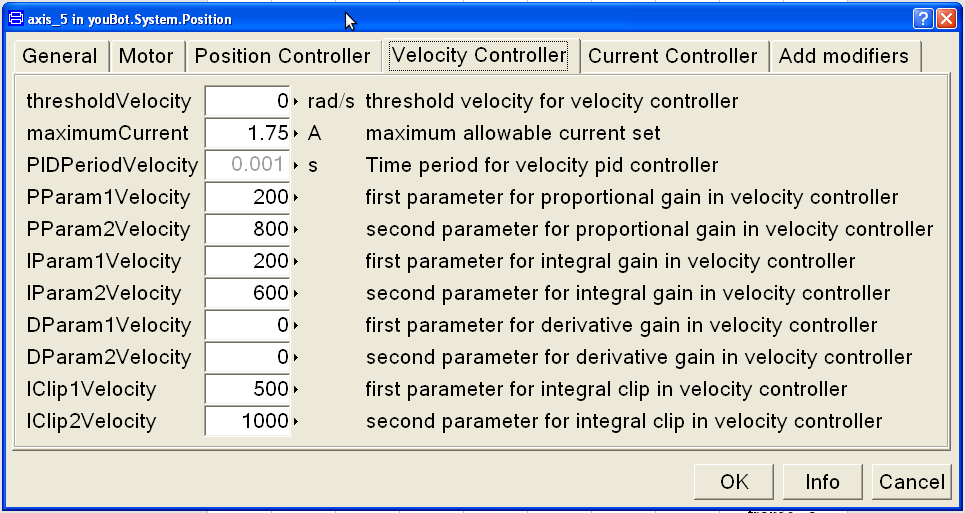 axis_5 in youBot.System.Position
General Motor Position Controller Velocity Controller Current Controller Add modifiers
thresholdVelocity 0 rad/s threshold velocity for velocity controller
maximumCurrent 1.75 A maximum allowable current set
PIDPeriodVelocity 0.001 s Time period for velocity pid controller
PParam1Velocity 200 first parameter for proportional gain in velocity controller
PParam2Velocity 800 second parameter for proportional gain in velocity controller
IParam1Velocity 200 first parameter for integral gain in velocity controller
IParam2Velocity 600 second parameter for integral gain in velocity controller
DParam1Velocity 0 first parameter for derivative gain in velocity controller
DParam2Velocity 0 second parameter for derivative gain in velocity controller
IClip1Velocity 500 first parameter for integral clip in velocity controller
IClip2Velocity 1000 second parameter for integral clip in velocity controller
OK Info Cancel